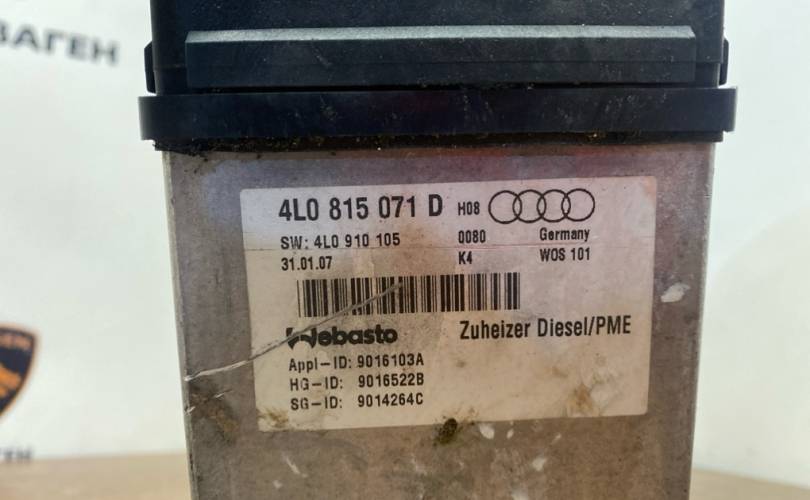 ВАГЕН
4L0 815 071 D H08
SW: 4L0 910 105 0080 Germany
31.01.07 K4 WOS 101
Webasto Zuheizer Diesel/PME
Appl-ID: 9016103A
HG-ID: 9016522B
SG-ID: 9014264C